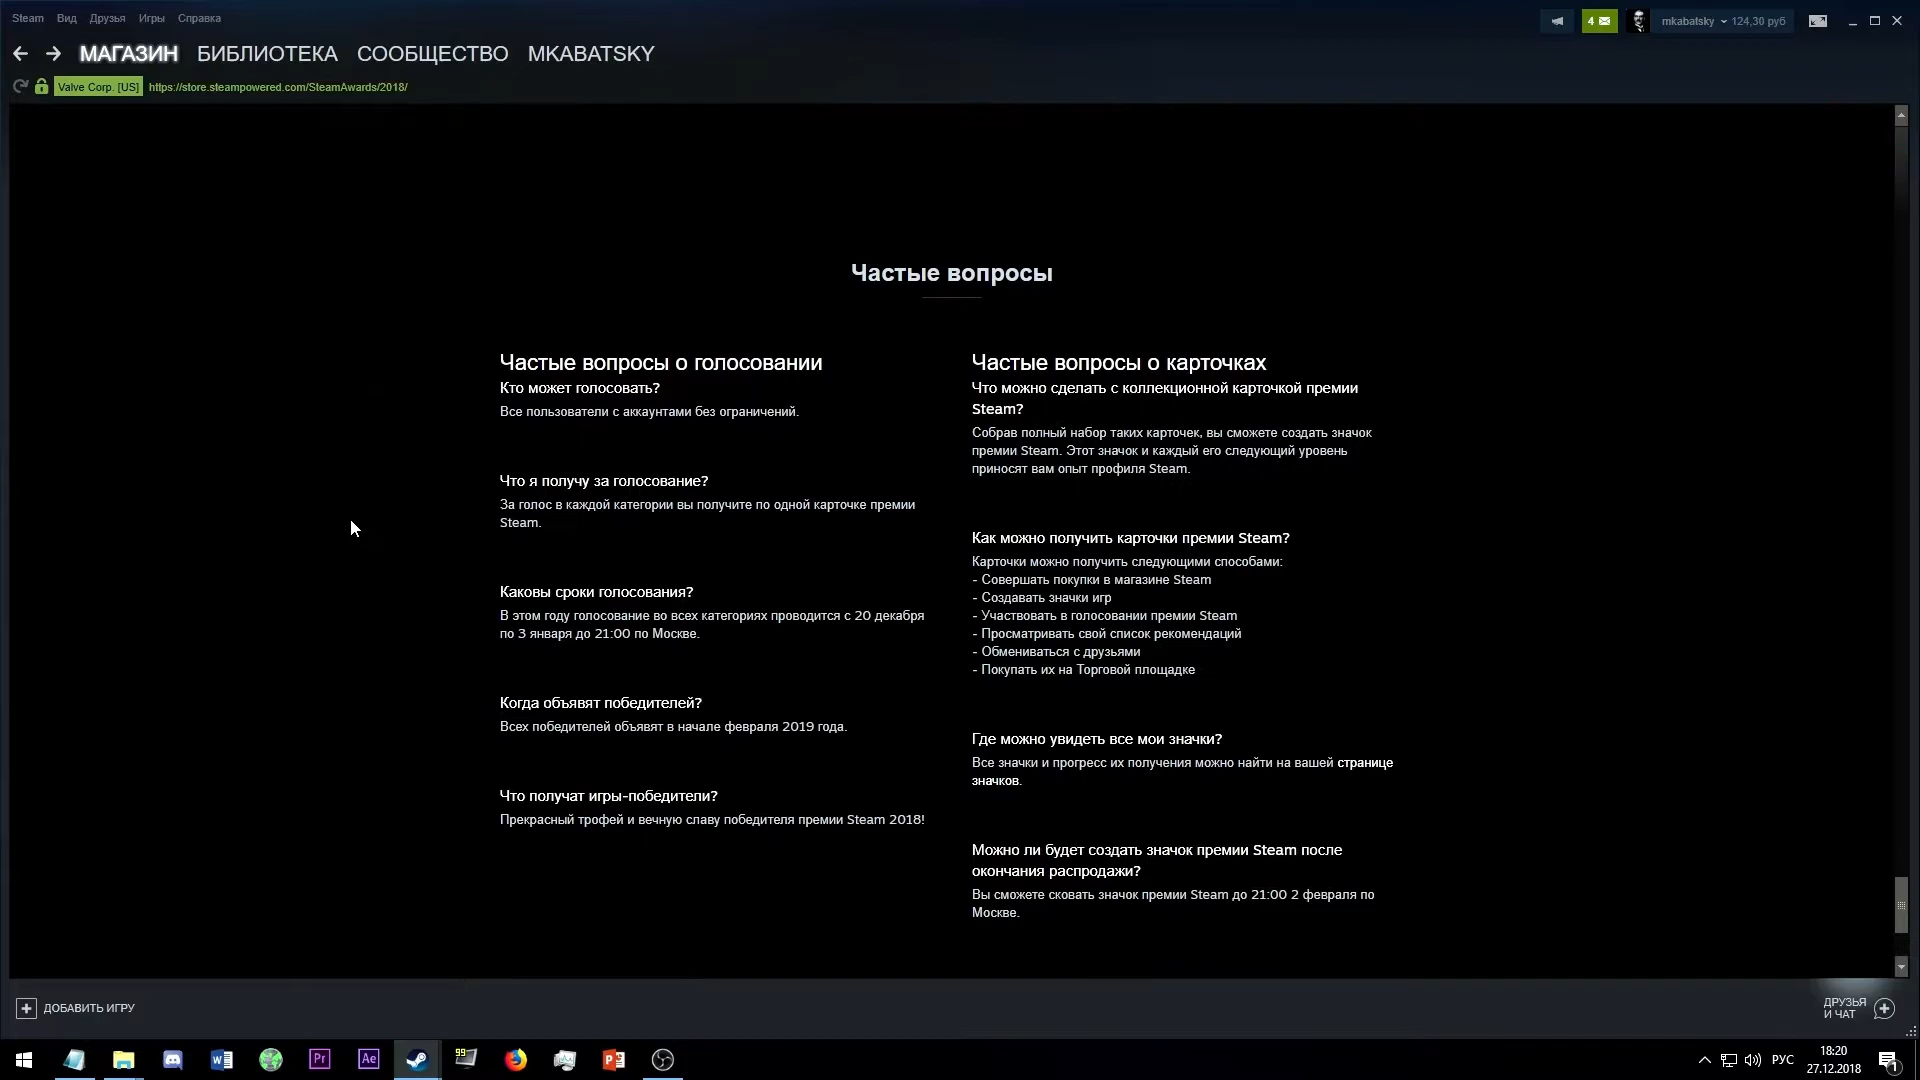 Steam Вид Друзья Игры Справка
4 mkabatsky 124,30 руб
МАГАЗИН БИБЛИОТЕКА СООБЩЕСТВО MKABATSKY
Valve Corp. [US] https://store.steampowered.com/SteamAwards/2018/
Частые вопросы
Частые вопросы о голосовании
Кто может голосовать?
Все пользователи с аккаунтами без ограничений.
Что я получу за голосование?
За голос в каждой категории вы получите по одной карточке премии
Steam.
Каковы сроки голосования?
В этом году голосование во всех категориях проводится с 20 декабря
по 3 января до 21:00 по Москве.
Когда объявят победителей?
Всех победителей объявят в начале февраля 2019 года.
Что получат игры-победители?
Прекрасный трофей и вечную славу победителя премии Steam 2018!
Частые вопросы о карточках
Что можно сделать с коллекционной карточкой премии
Steam?
Собрав полный набор таких карточек, вы сможете создать значок
премии Steam. Этот значок и каждый его следующий уровень
приносят вам опыт профиля Steam.
Как можно получить карточки премии Steam?
Карточки можно получить следующими способами:
- Совершать покупки в магазине Steam
- Создавать значки игр
- Участвовать в голосовании премии Steam
- Просматривать свой список рекомендаций
- Обмениваться с друзьями
- Покупать их на Торговой площадке
Где можно увидеть все мои значки?
Все значки и прогресс их получения можно найти на вашей странице
значков.
Можно ли будет создать значок премии Steam после
окончания распродажи?
Вы сможете сковать значок премии Steam до 21:00 2 февраля по
Москве.
ДОБАВИТЬ ИГРУ
ДРУЗЬЯ
И ЧАТ
Pr Ae 99
РУС
18:20
27.12.2018
1